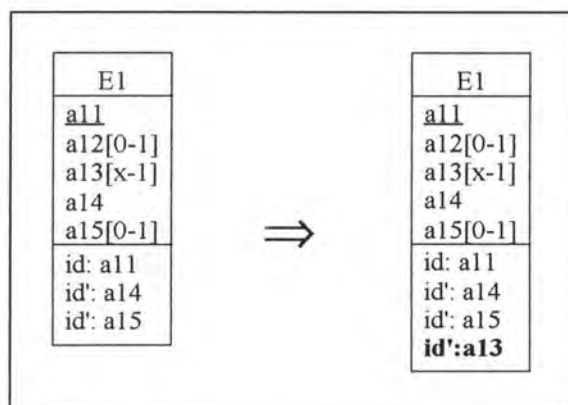 E1
a11
a12[0-1]
a13[x-1]
a14
a15[0-1]
id: a11
id': a14
id': a15
⇒
E1
a11
a12[0-1]
a13[x-1]
a14
a15[0-1]
id: a11
id': a14
id': a15
id':a13